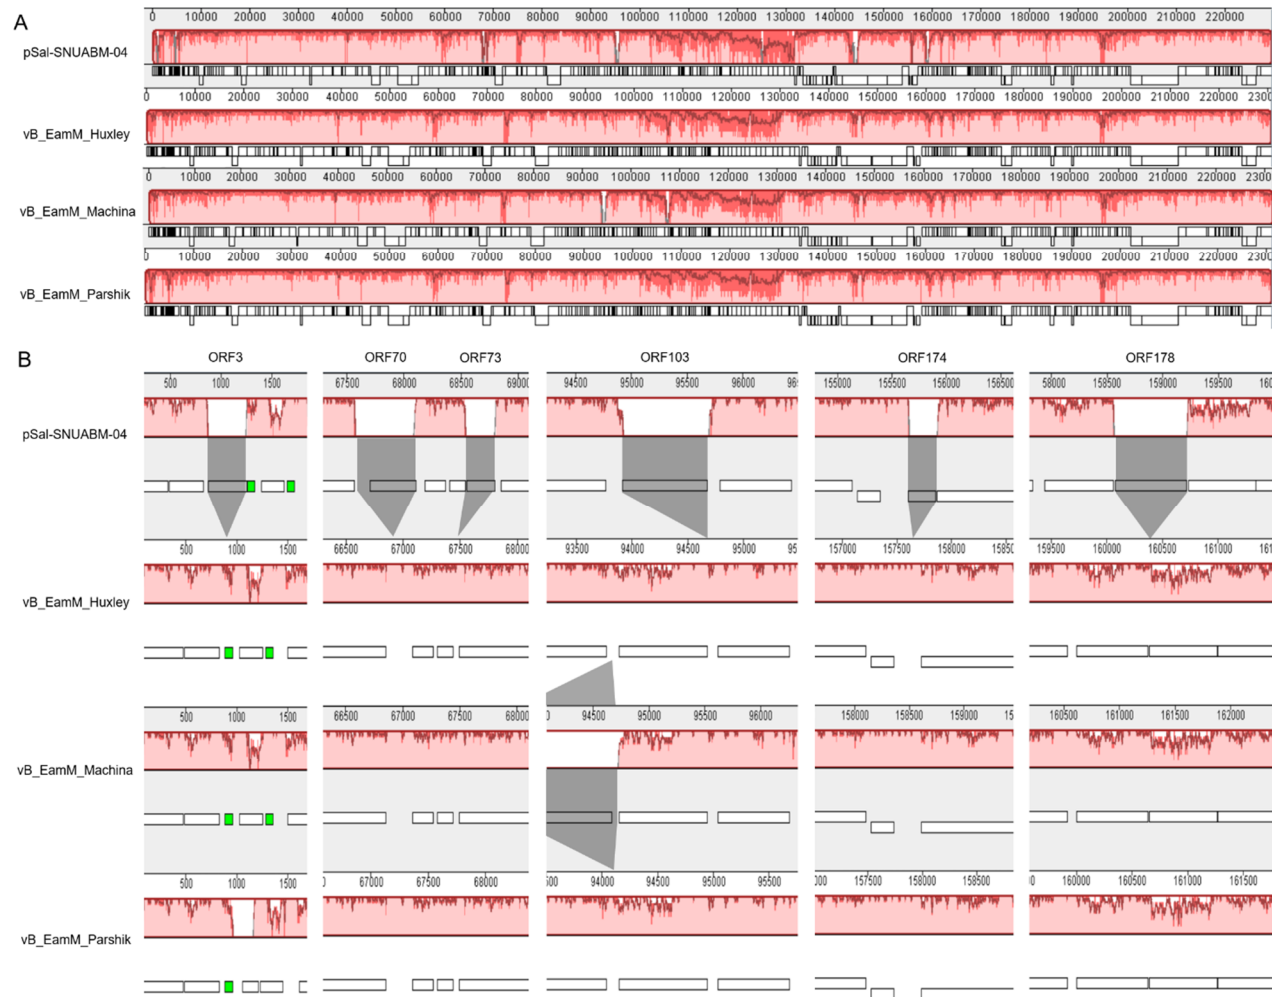 A
0 10000 20000 30000 40000 50000 60000 70000 80000 90000 100000 110000 120000 130000 140000 150000 160000 170000 180000 190000 200000 210000 220000
pSal-SNUABM-04
0 10000 20000 30000 40000 50000 60000 70000 80000 90000 100000 110000 120000 130000 140000 150000 160000 170000 180000 190000 200000 210000 220000 2300
vB_EamM_Huxley
0 10000 20000 30000 40000 50000 60000 70000 80000 90000 100000 110000 120000 130000 140000 150000 160000 170000 180000 190000 200000 210000 220000 2300
vB_EamM_Machina
0 10000 20000 30000 40000 50000 60000 70000 80000 90000 100000 110000 120000 130000 140000 150000 160000 170000 180000 190000 200000 210000 220000 2300
vB_EamM_Parshik
B
ORF3 ORF70 ORF73 ORF103 ORF174 ORF178
500 1000 1500 67500 68000 68500 69000 94500 95000 95500 96000 155000 155500 156000 156500 58000 158500 159000 159500
pSal-SNUABM-04
500 1000 1500 66500 67000 67500 68000 93500 94000 94500 95000 157000 157500 158000 159500 160000 160500 161000
vB_EamM_Huxley
500 1000 1500 66500 67000 67500 68000 94500 95000 95500 96000 158000 158500 159000 160500 161000 161500 162000
vB_EamM_Machina
500 1000 1500 67000 67500 68000 500 94000 94500 95000 95500 000 157500 158000 158500 160000 160500 161000 161500
vB_EamM_Parshik